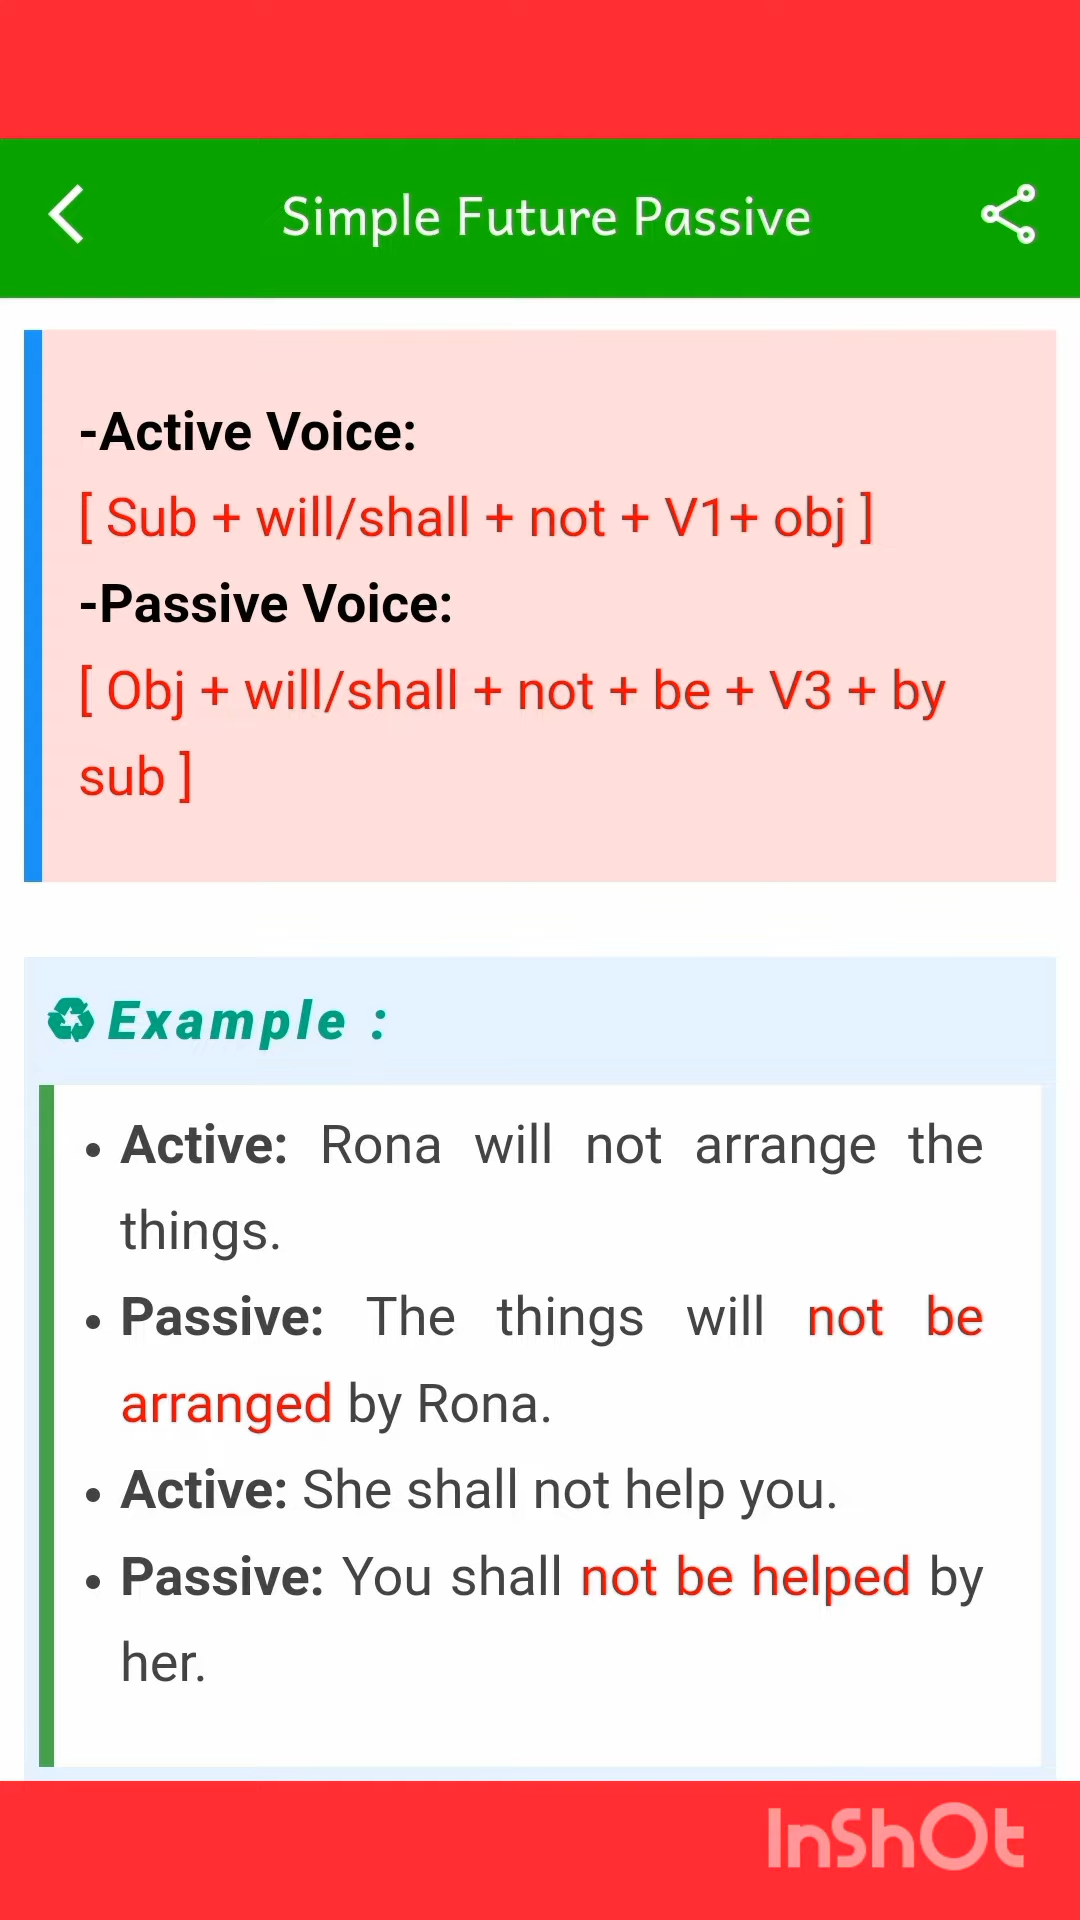 Simple Future Passive
-Active Voice:
[ Sub + will/shall + not + V1+ obj ]
-Passive Voice:
[ Obj + will/shall + not + be + V3 + by
sub ]
Example :
• Active: Rona will not arrange the
things.
• Passive: The things will not be
arranged by Rona.
• Active: She shall not help you.
• Passive: You shall not be helped by
her.
InShOt